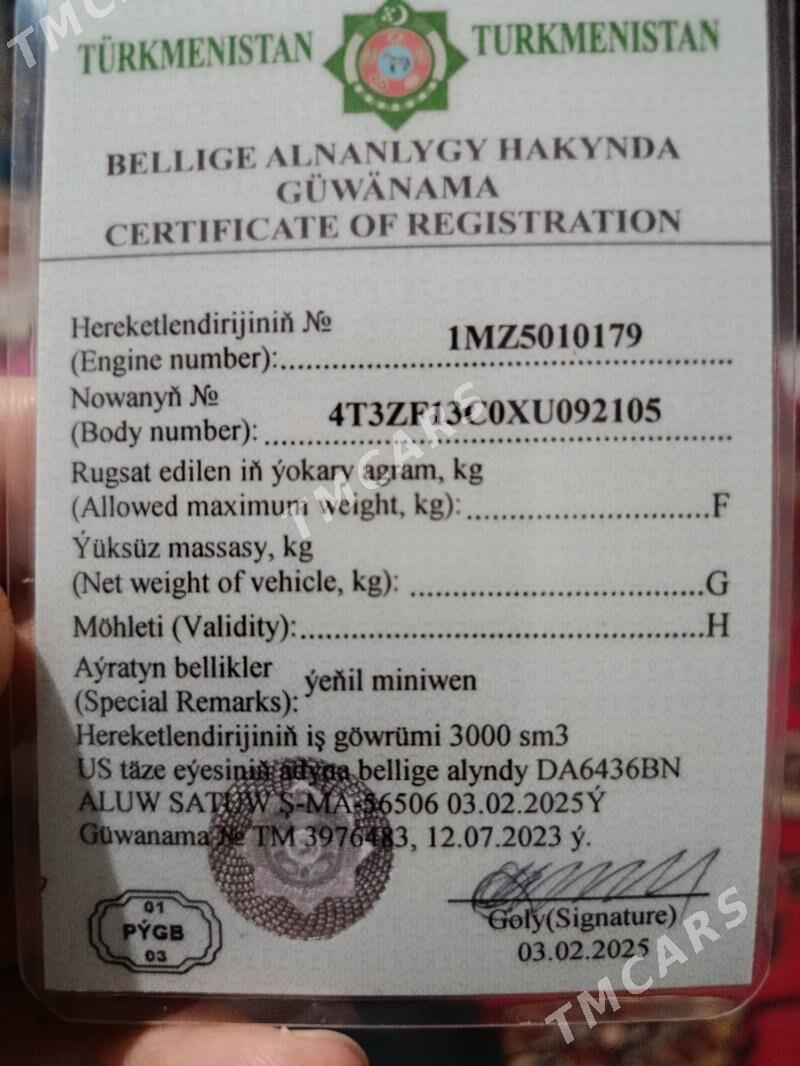 TÜRKMENISTAN TURKMENISTAN
BELLIGE ALNANLYGY HAKYNDA
GÜWÄNAMA
CERTIFICATE OF REGISTRATION
Hereketlendirijiniň №
(Engine number):..... 1MZ5010179
Nowanyň №
(Body number): ..... 4T3ZF13C0XU092105
Rugsat edilen iň ýokary agram, kg
(Allowed maximum weight, kg): .....F
Ýüksüz massasy, kg
(Net weight of vehicle, kg): .....G
Möhleti (Validity):.....H
Aýratyn bellikler
(Special Remarks): ýeňil miniwen
Hereketlendirijiniň iş göwrümi 3000 sm3
US täze eýesiniň adyna bellige alyndy DA6436BN
ALUW SATUW Ş-MA-56506 03.02.2025Ý
Güwanama № TM 3976483, 12.07.2023 ý.
01
PÝGB
03
Goly(Signature)
03.02.2025
TMCARS
TMCARS
TMCARS